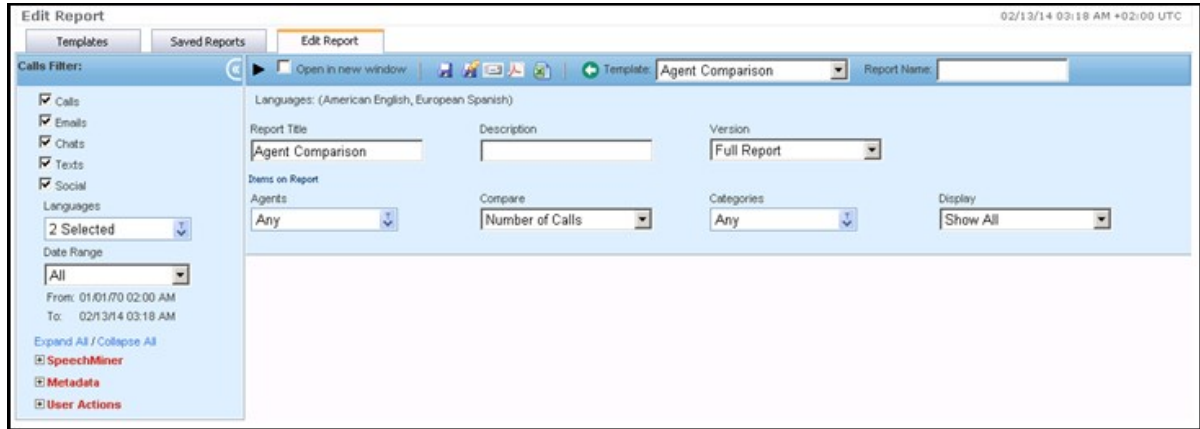 Edit Report
02/13/14 03:18 AM +02:00 UTC
Templates
Saved Reports
Edit Report
Calls Filter:
Open in new window
Template: Agent Comparison
Report Name:
Calls
Emails
Chats
Texts
Social
Languages
2 Selected
Date Range
All
From: 01/01/70 02:00 AM
To: 02/13/14 03:18 AM
Expand All / Collapse All
SpeechMiner
Metadata
User Actions
Languages: (American English, European Spanish)
Report Title
Description
Version
Agent Comparison
Full Report
Items on Report
Agents
Compare
Categories
Display
Any
Number of Calls
Any
Show All